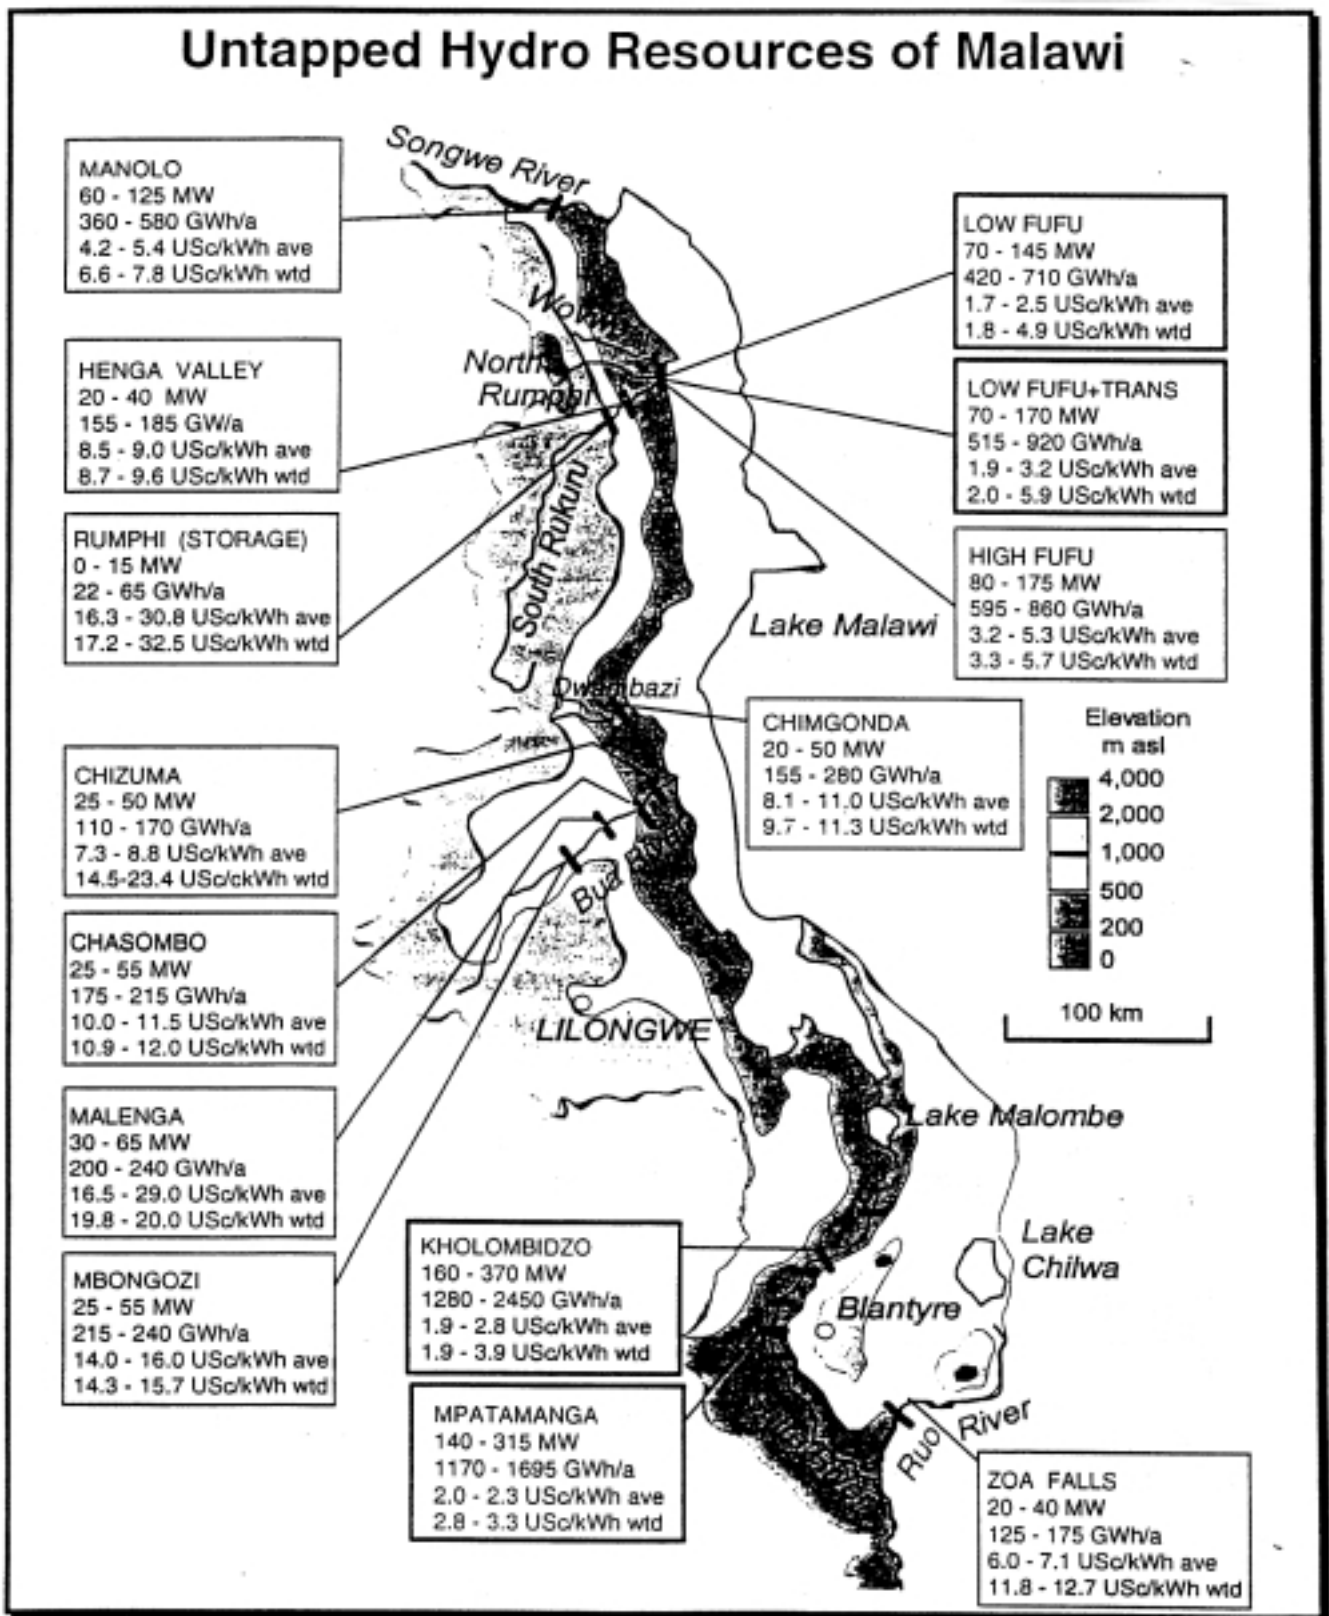 Untapped Hydro Resources of Malawi
Songwe River
MANOLO
60 - 125 MW
360 - 580 GWh/a
4.2 - 5.4 USc/kWh ave
6.6 - 7.8 USc/kWh wtd
LOW FUFU
70 - 145 MW
420 - 710 GWh/a
1.7 - 2.5 USc/kWh ave
1.8 - 4.9 USc/kWh wtd
North
Rumphi
HENGA VALLEY
20 - 40 MW
155 - 185 GW/a
8.5 - 9.0 USc/kWh ave
8.7 - 9.6 USc/kWh wtd
LOW FUFU+TRANS
70 - 170 MW
515 - 920 GWh/a
1.9 - 3.2 USc/kWh ave
2.0 - 5.9 USc/kWh wtd
South Rukuru
RUMPHI (STORAGE)
0 - 15 MW
22 - 65 GWh/a
16.3 - 30.8 USc/kWh ave
17.2 - 32.5 USc/kWh wtd
HIGH FUFU
80 - 175 MW
595 - 860 GWh/a
3.2 - 5.3 USc/kWh ave
3.3 - 5.7 USc/kWh wtd
Lake Malawi
Dwambazi
CHIMGONDA
20 - 50 MW
155 - 280 GWh/a
8.1 - 11.0 USc/kWh ave
9.7 - 11.3 USc/kWh wtd
Elevation
m asl
4,000
2,000
1,000
500
200
0
100 km
CHIZUMA
25 - 50 MW
110 - 170 GWh/a
7.3 - 8.8 USc/kWh ave
14.5-23.4 USc/ckWh wtd
Bua
CHASOMBO
25 - 55 MW
175 - 215 GWh/a
10.0 - 11.5 USc/kWh ave
10.9 - 12.0 USc/kWh wtd
LILONGWE
MALENGA
30 - 65 MW
200 - 240 GWh/a
16.5 - 29.0 USc/kWh ave
19.8 - 20.0 USc/kWh wtd
Lake Malombe
MBONGOZI
25 - 55 MW
215 - 240 GWh/a
14.0 - 16.0 USc/kWh ave
14.3 - 15.7 USc/kWh wtd
KHOLOMBIDZO
160 - 370 MW
1280 - 2450 GWh/a
1.9 - 2.8 USc/kWh ave
1.9 - 3.9 USc/kWh wtd
Lake
Chilwa
Blantyre
MPATAMANGA
140 - 315 MW
1170 - 1695 GWh/a
2.0 - 2.3 USc/kWh ave
2.8 - 3.3 USc/kWh wtd
Ruo River
ZOA FALLS
20 - 40 MW
125 - 175 GWh/a
6.0 - 7.1 USc/kWh ave
11.8 - 12.7 USc/kWh wtd